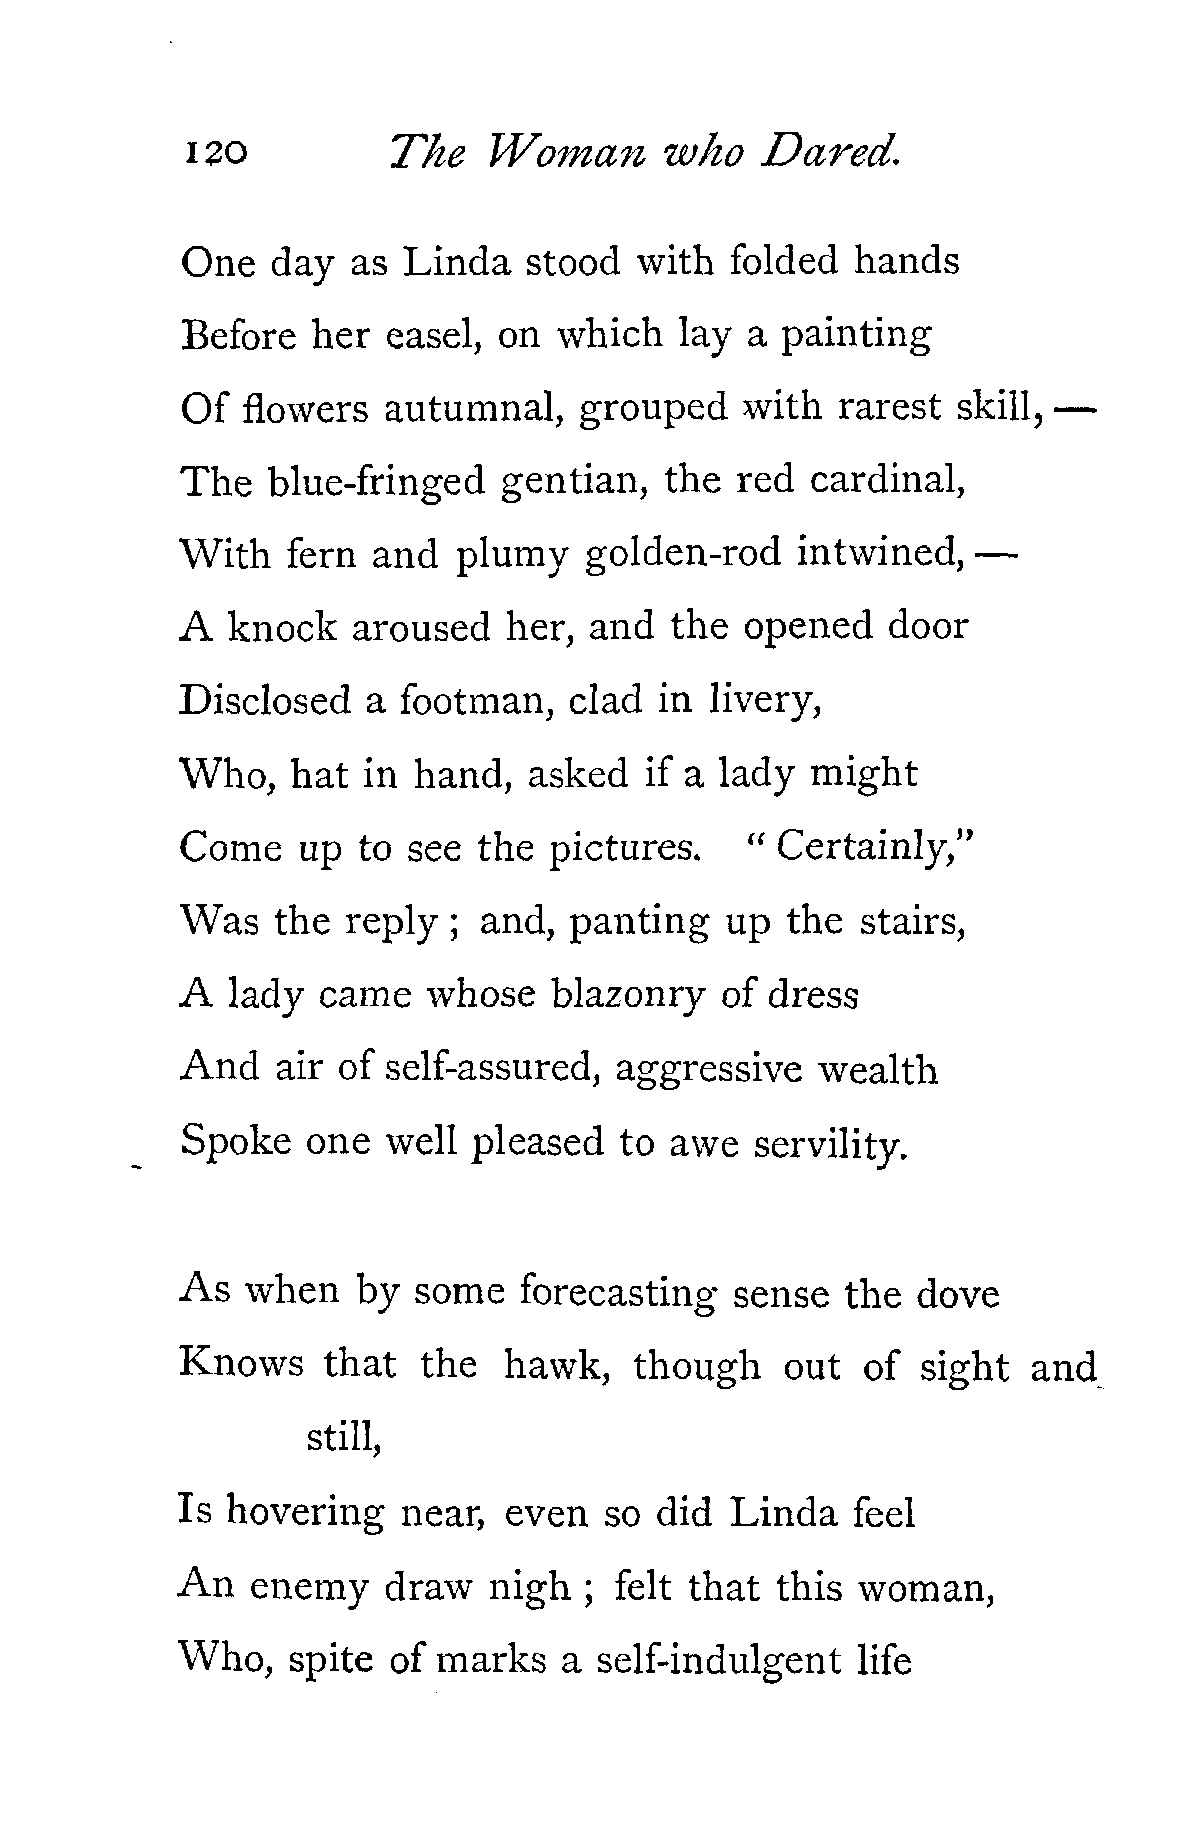 120 The Woman who Dared.
One day as Linda stood with folded hands
Before her easel, on which lay a painting
Of flowers autumnal, grouped with rarest skill, —
The blue-fringed gentian, the red cardinal,
With fern and plumy golden-rod intwined, —
A knock aroused her, and the opened door
Disclosed a footman, clad in livery,
Who, hat in hand, asked if a lady might
Come up to see the pictures. " Certainly,"
Was the reply ; and, panting up the stairs,
A lady came whose blazonry of dress
And air of self-assured, aggressive wealth
Spoke one well pleased to awe servility.
As when by some forecasting sense the dove
Knows that the hawk, though out of sight and
still,
Is hovering near, even so did Linda feel
An enemy draw nigh ; felt that this woman,
Who, spite of marks a self-indulgent life